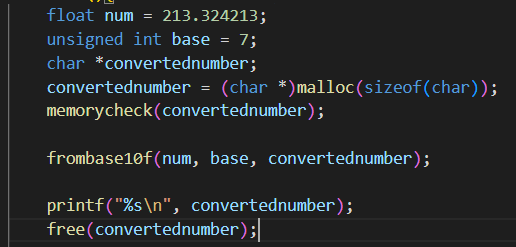 float num = 213.324213;
unsigned int base = 7;
char *convertednumber;
convertednumber = (char *)malloc(sizeof(char));
memorycheck(convertednumber);
frombase10f(num, base, convertednumber);
printf("%s\n", convertednumber);
free(convertednumber);